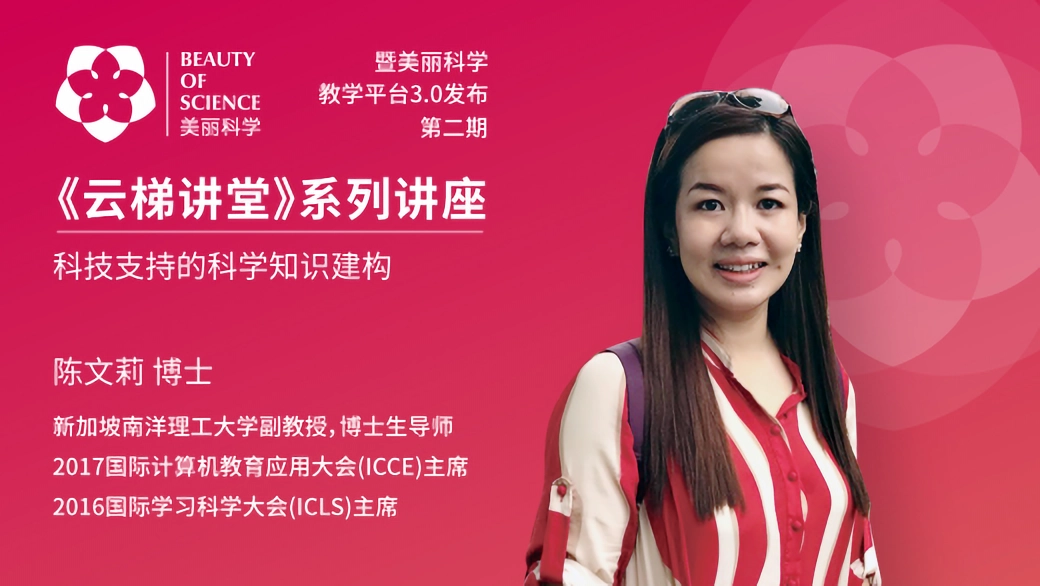 BEAUTY
OF
SCIENCE
美丽科学
暨美丽科学
教学平台3.0发布
第二期
《云梯讲堂》系列讲座
科技支持的科学知识建构
陈文莉 博士
新加坡南洋理工大学副教授，博士生导师
2017国际计算机教育应用大会(ICCE)主席
2016国际学习科学大会(ICLS)主席